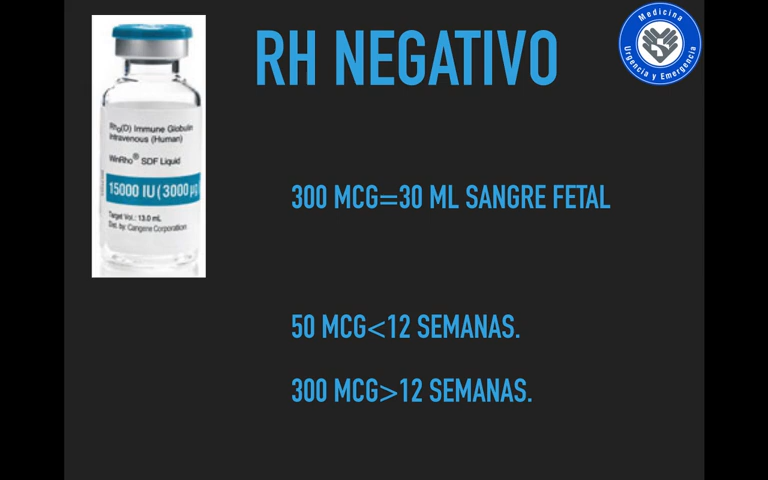 RH NEGATIVO
Medicina
Urgencia y Emergencia
Rho(D) Immune Globulin
Intravenous (Human)
WinRho® SDF Liquid
15000 IU (3000 µg
Target Vol.: 13.0 mL
Dist. by: Cangene Corporation
300 MCG=30 ML SANGRE FETAL
50 MCG<12 SEMANAS.
300 MCG>12 SEMANAS.